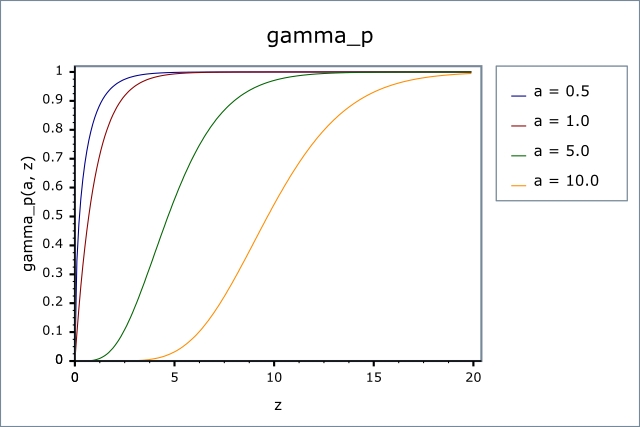 gamma_p
a = 0.5
a = 1.0
a = 5.0
a = 10.0
gamma_p(a, z)
1
0.9
0.8
0.7
0.6
0.5
0.4
0.3
0.2
0.1
0
0 5 10 15 20
z